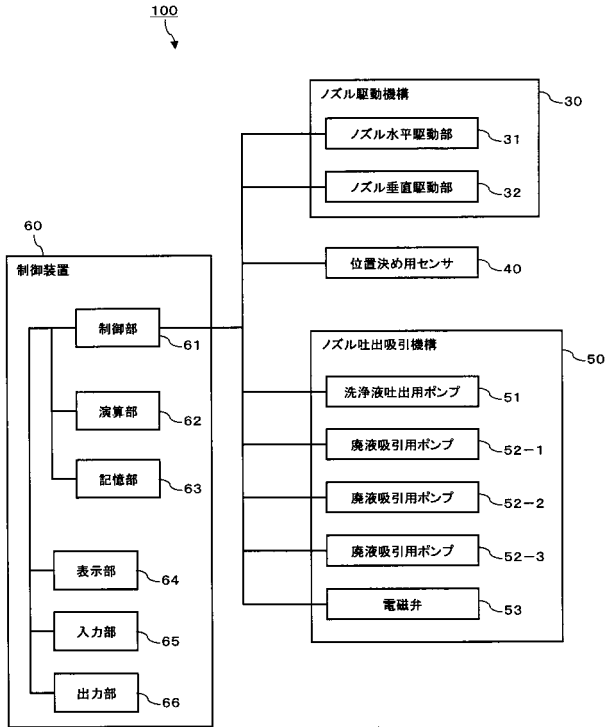 100
ノズル駆動機構
30
ノズル水平駆動部
31
ノズル垂直駆動部
32
位置決め用センサ
40
60
制御装置
制御部
61
演算部
62
記憶部
63
表示部
64
入力部
65
出力部
66
ノズル吐出吸引機構
50
洗浄液吐出用ポンプ
51
廃液吸引用ポンプ
52-1
廃液吸引用ポンプ
52-2
廃液吸引用ポンプ
52-3
電磁弁
53